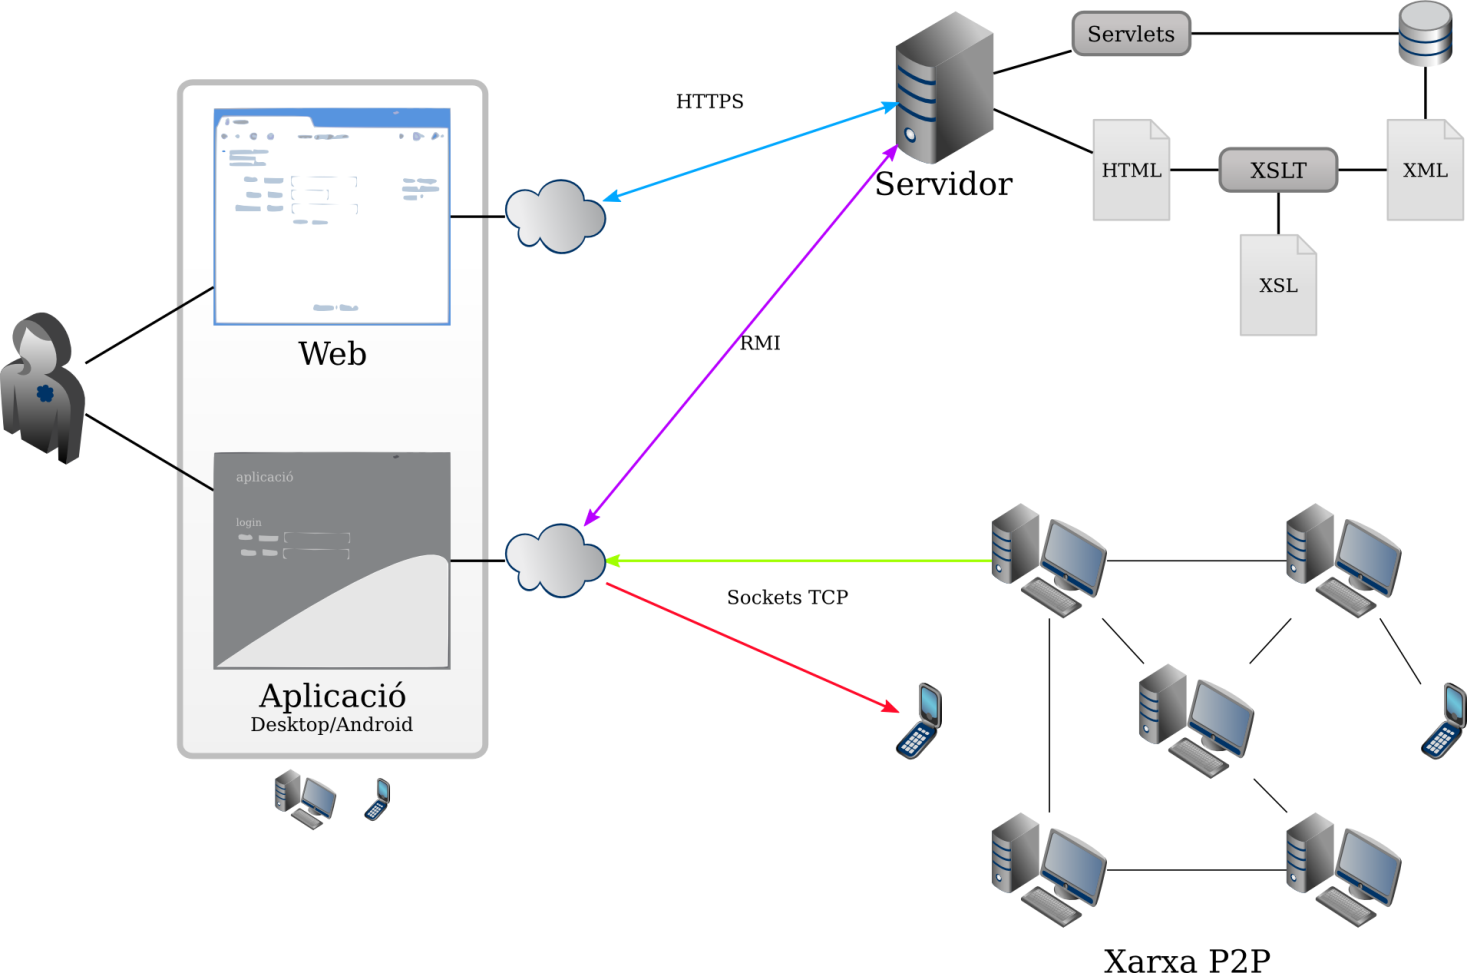 Servlets
HTTPS
Servidor
HTML
XSLT
XML
XSL
Web
RMI
aplicació
login
Sockets TCP
Aplicació
Desktop/Android
Xarxa P2P